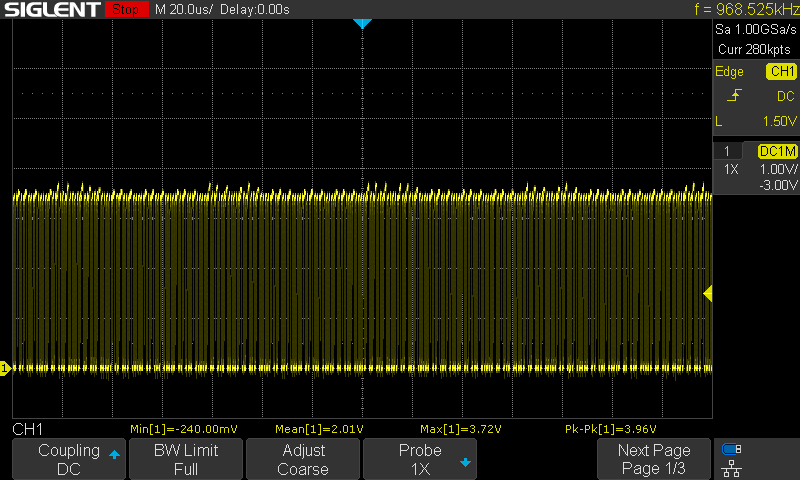 SIGLENT Stop M 20.0us/ Delay:0.00s f = 968.525kHz
Sa 1.00GSa/s
Curr 280kpts
Edge CH1
DC
L 1.50V
1 DC1M
1X 1.00V/
-3.00V
1
CH1 Min[1]=-240.00mV Mean[1]=2.01V Max[1]=3.72V Pk-Pk[1]=3.96V
Coupling BW Limit Adjust Probe Next Page
DC Full Coarse 1X Page 1/3